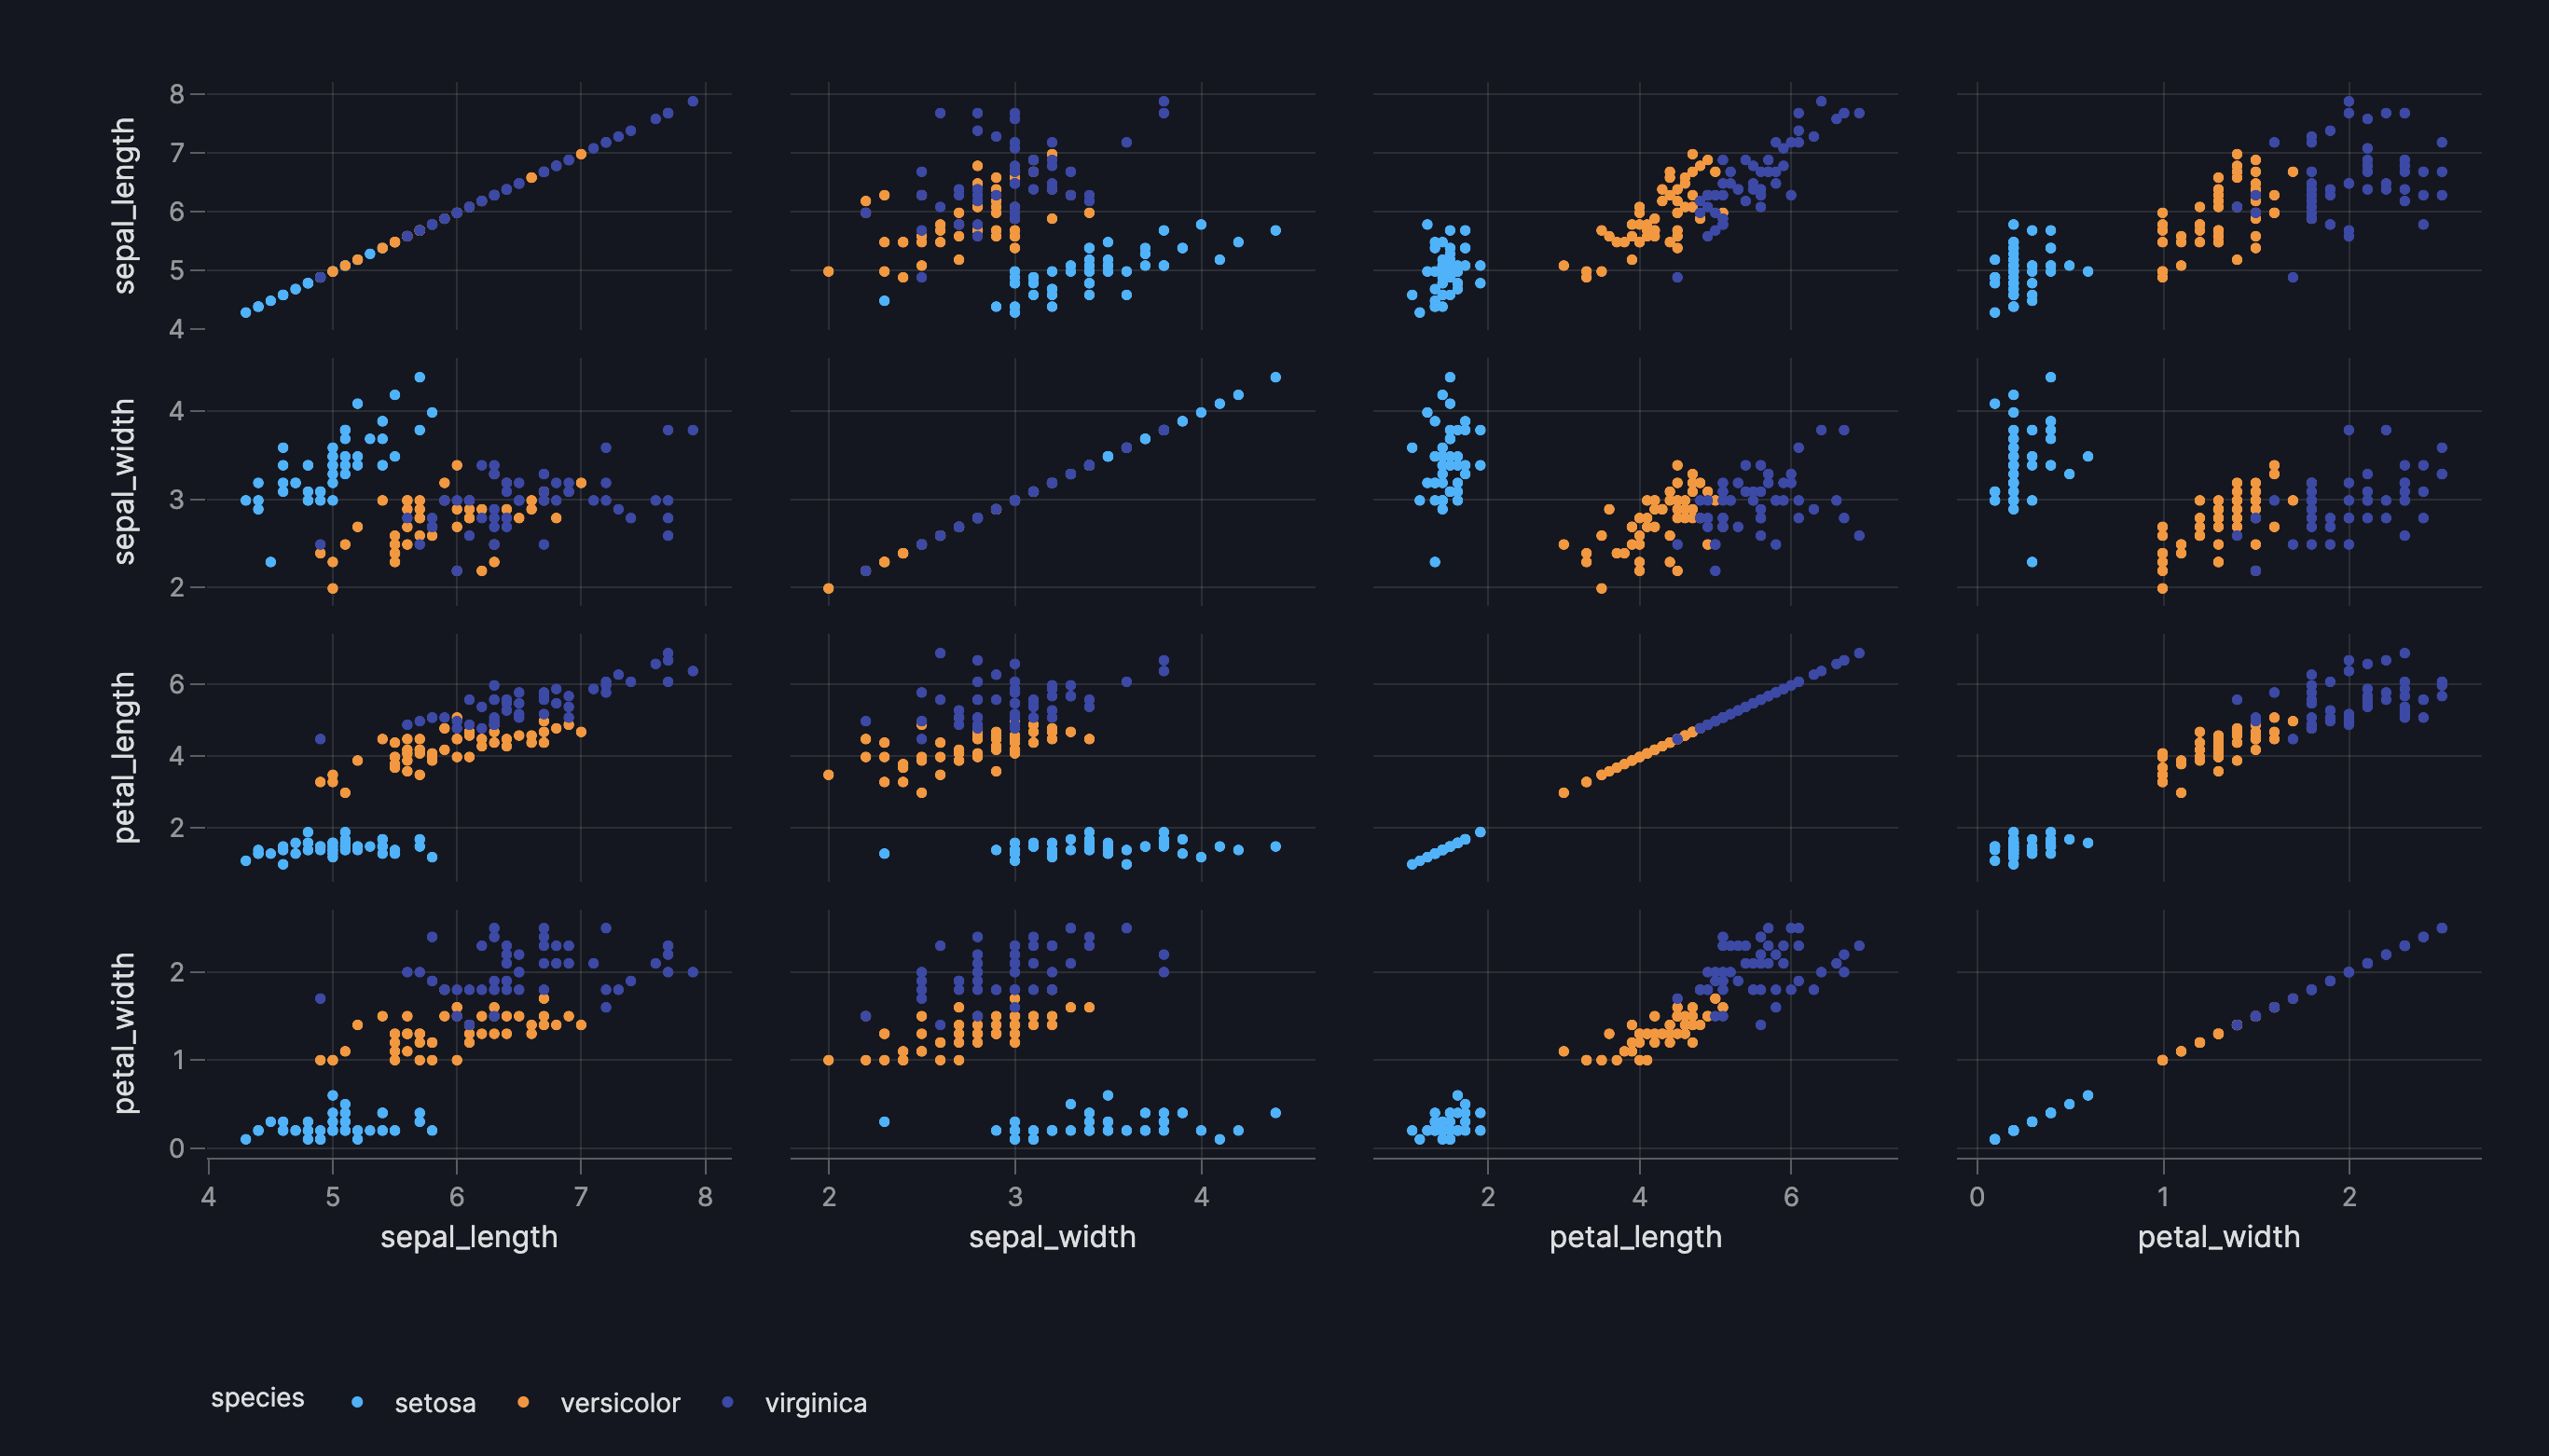 8
7
6
5
4
sepal_length
4
3
2
sepal_width
6
4
2
petal_length
2
1
0
petal_width
4 5 6 7 8
sepal_length
2 3 4
sepal_width
2 4 6
petal_length
0 1 2
petal_width
species setosa versicolor virginica